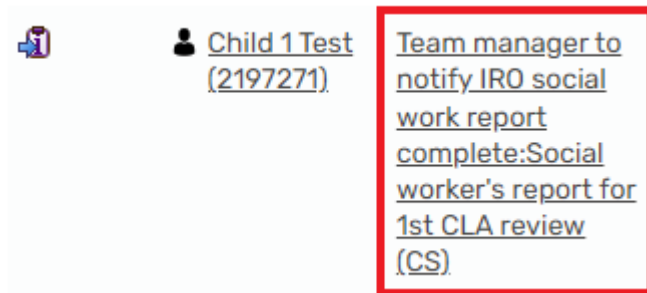 Child 1 Test
(2197271)
Team manager to
notify IRO social
work report
complete:Social
worker's report for
1st CLA review
(CS)